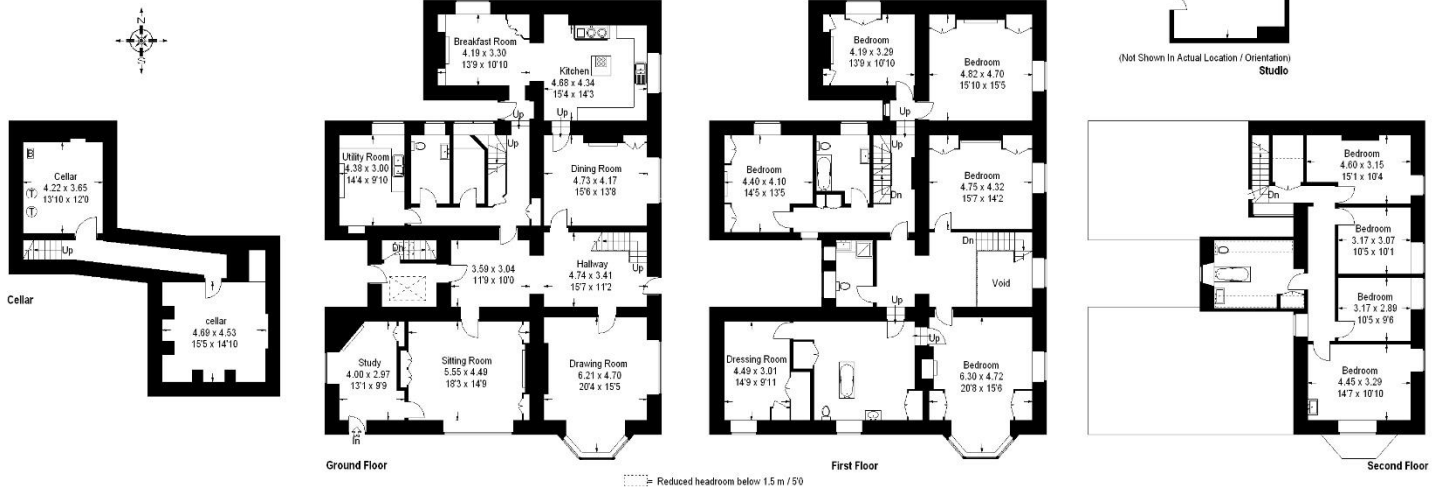 N
S
Cellar
4.22 x 3.65
13'10 x 12'0
B
T
T
Up
Cellar
cellar
4.69 x 4.53
15'5 x 14'10
Breakfast Room
4.19 x 3.30
13'9 x 10'10
Kitchen
4.68 x 4.34
15'4 x 14'3
Up
Up
Utility Room
4.38 x 3.00
14'4 x 9'10
Dining Room
4.73 x 4.17
15'6 x 13'8
Dn
3.59 x 3.04
11'9 x 10'0
Hallway
4.74 x 3.41
15'7 x 11'2
Up
Study
4.00 x 2.97
13'1 x 9'9
Sitting Room
5.55 x 4.49
18'3 x 14'9
Drawing Room
6.21 x 4.70
20'4 x 15'5
In
Ground Floor
Bedroom
4.19 x 3.29
13'9 x 10'10
Bedroom
4.82 x 4.70
15'10 x 15'5
Up
Up
Bedroom
4.40 x 4.10
14'5 x 13'5
Dn
Bedroom
4.75 x 4.32
15'7 x 14'2
Dn
Void
Up
Up
Dressing Room
4.49 x 3.01
14'9 x 9'11
Bedroom
6.30 x 4.72
20'8 x 15'6
First Floor
= Reduced headroom below 1.5 m / 5'0
(Not Shown In Actual Location / Orientation)
Studio
Bedroom
4.60 x 3.15
15'1 x 10'4
Dn
Bedroom
3.17 x 3.07
10'5 x 10'1
Bedroom
3.17 x 2.89
10'5 x 9'6
Bedroom
4.45 x 3.29
14'7 x 10'10
Second Floor